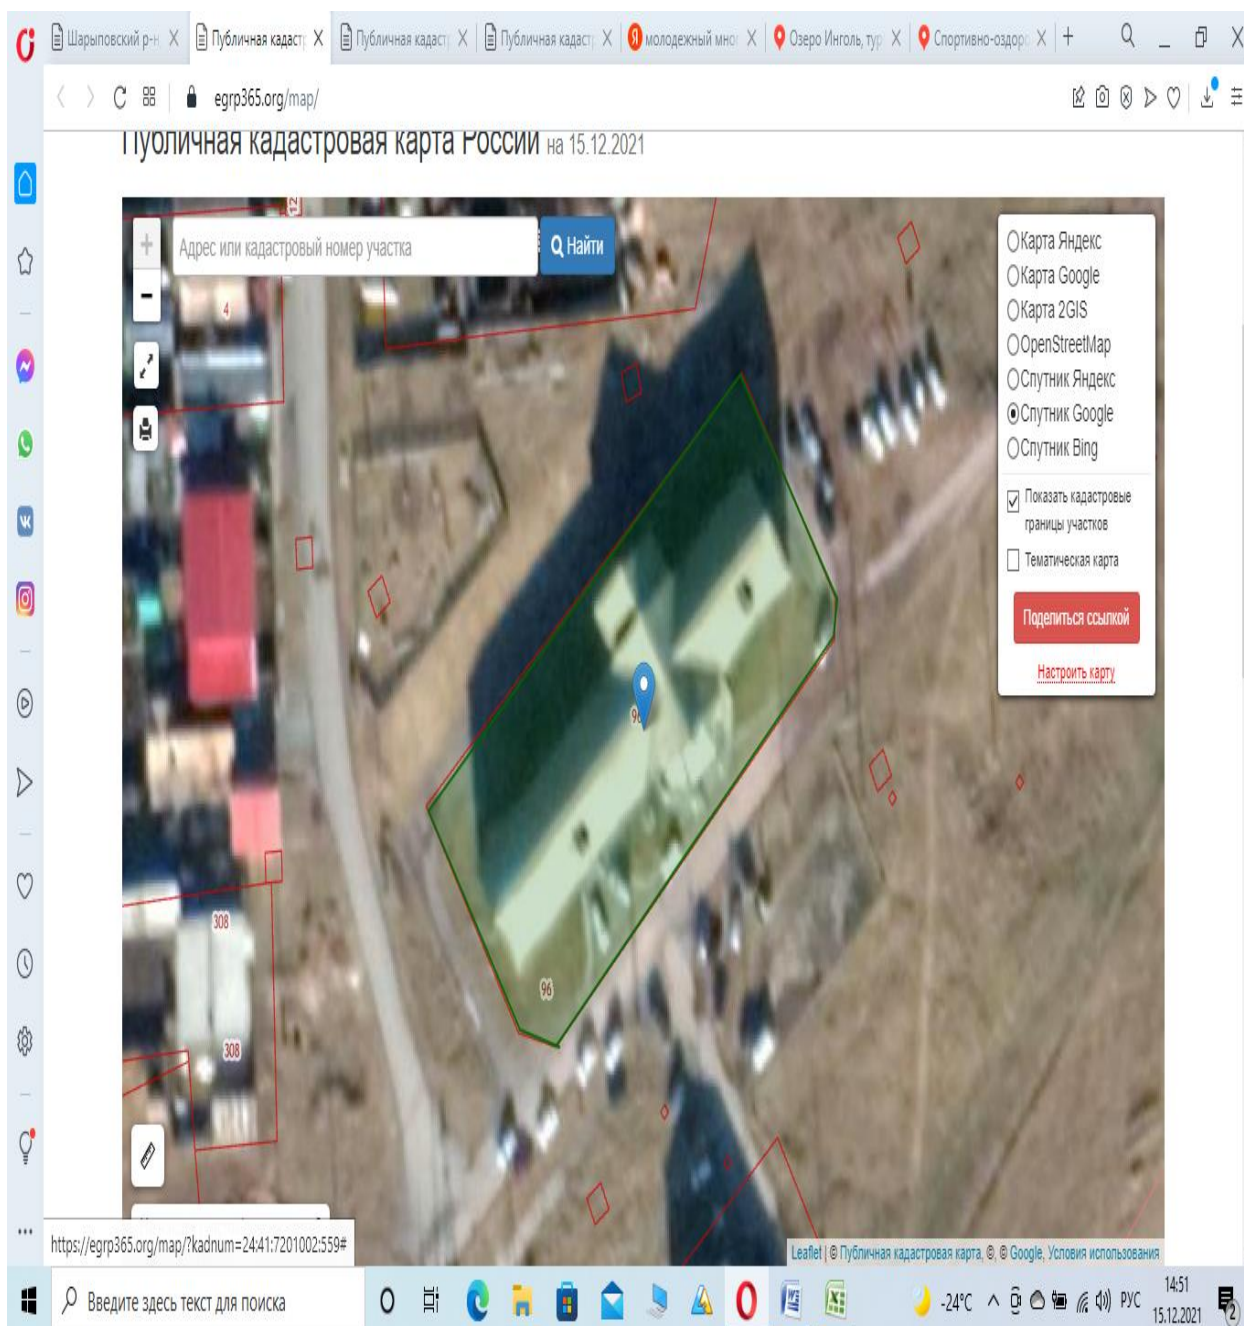 Шарыповский р-н
Публичная кадастр
Публичная кадаст
Публичная кадаст
молодежный мног
Озеро Инголь, тур
Спортивно-оздоро
egrp365.org/map/
Публичная кадастровая карта России на 15.12.2021
Адрес или кадастровый номер участка
Найти
Карта Яндекс
Карта Google
Карта 2GIS
OpenStreetMap
Спутник Яндекс
Спутник Google
Спутник Bing
Показать кадастровые
границы участков
Тематическая карта
Поделиться ссылкой
Настроить карту
12
4
96
308
96
308
https://egrp365.org/map/?kadnum=24:41:7201002:559#
Leaflet | © Публичная кадастровая карта, ©, © Google, Условия использования
Введите здесь текст для поиска
-24°C
РУС
14:51
15.12.2021
2